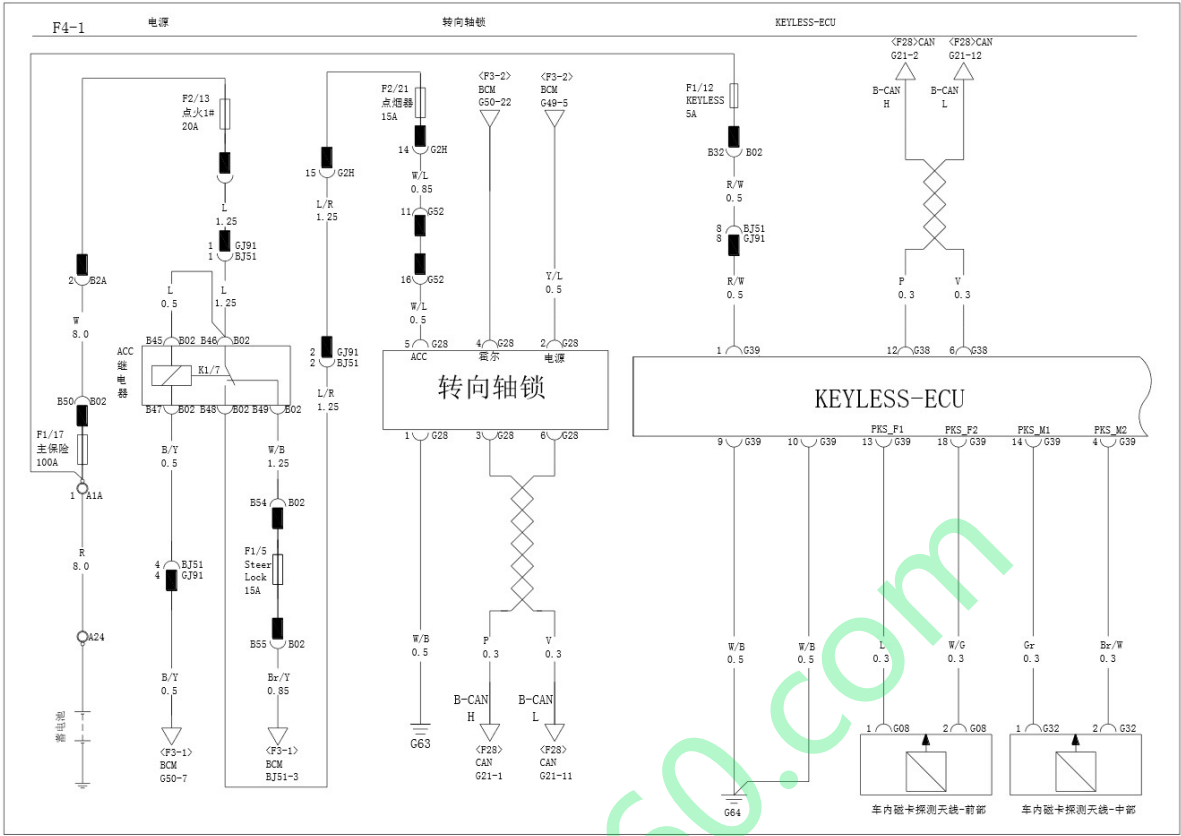 F4-1
电源
转向轴锁
KEYLESS-ECU
F2/13
点火1#
20A
L
1.25
1 GJ91
1 BJ51
L
0.5
L
1.25
2 B2A
W
8.0
B50 B02
F1/17
主保险
100A
1 A1A
R
8.0
A24
蓄电池
B45 B02
B46 B02
ACC
继
电
器
K1/7
B47 B02
B48 B02
B49 B02
B/Y
0.5
4 BJ51
4 GJ91
B/Y
0.5
<F3-1>
BCM
G50-7
W/B
1.25
B54 B02
F1/5
Steer
Lock
15A
B55 B02
Br/Y
0.85
<F3-1>
BCM
BJ51-3
15 G2H
L/R
1.25
2 GJ91
2 BJ51
L/R
1.25
F2/21
点烟器
15A
14 G2H
W/L
0.85
11 G52
16 G52
W/L
0.5
<F3-2>
BCM
G50-22
<F3-2>
BCM
G49-5
Y/L
0.5
5 G28
4 G28
2 G28
ACC
霍尔
电源
转向轴锁
1 G28
3 G28
6 G28
W/B
0.5
G63
P
0.3
V
0.3
B-CAN
H
B-CAN
L
<F28>
CAN
G21-1
<F28>
CAN
G21-11
F1/12
KEYLESS
5A
B32 B02
R/W
0.5
8 BJ51
8 GJ91
R/W
0.5
<F28>CAN
G21-2
<F28>CAN
G21-12
B-CAN
H
B-CAN
L
P
0.3
V
0.3
1 G39
12 G38
6 G38
KEYLESS-ECU
PKS_F1
PKS_F2
PKS_M1
PKS_M2
9 G39
10 G39
13 G39
18 G39
14 G39
4 G39
W/B
0.5
W/B
0.5
L
0.3
W/G
0.3
Gr
0.3
Br/W
0.3
G64
1 G08
2 G08
1 G32
2 G32
车内磁卡探测天线-前部
车内磁卡探测天线-中部
60.com